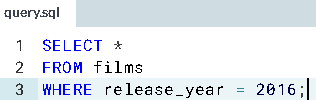 query.sql
1 SELECT *
2 FROM films
3 WHERE release_year = 2016;